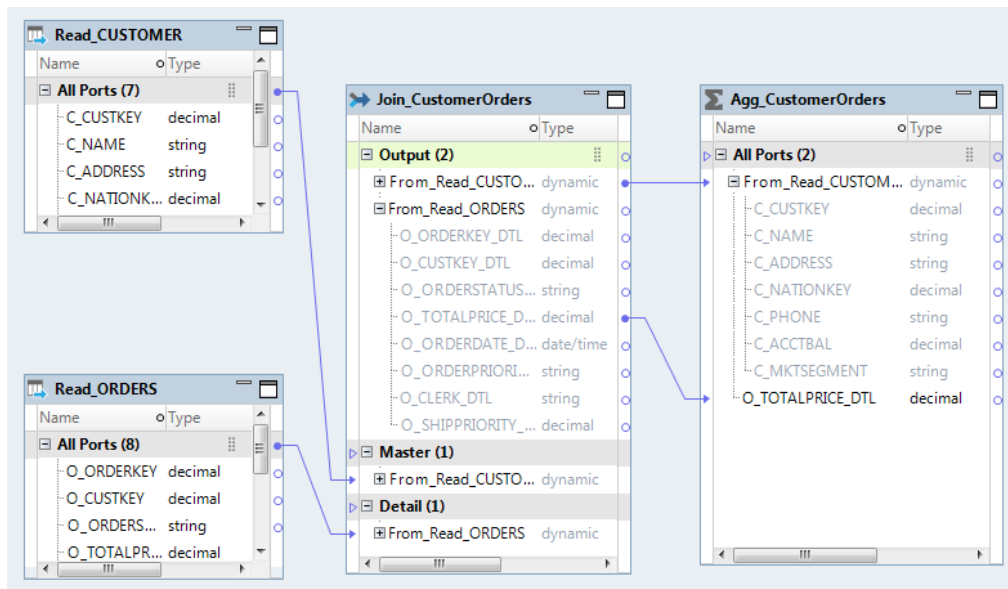 Read_CUSTOMER
Name Type
All Ports (7)
C_CUSTKEY decimal
C_NAME string
C_ADDRESS string
C_NATIONK... decimal
Join_CustomerOrders
Name Type
Output (2)
From_Read_CUSTO... dynamic
From_Read_ORDERS dynamic
O_ORDERKEY_DTL decimal
O_CUSTKEY_DTL decimal
O_ORDERSTATUS... string
O_TOTALPRICE_D... decimal
O_ORDERDATE_D... date/time
O_ORDERPRIORI... string
O_CLERK_DTL string
O_SHIPPRIORITY_... decimal
Master (1)
From_Read_CUSTO... dynamic
Detail (1)
From_Read_ORDERS dynamic
Agg_CustomerOrders
Name Type
All Ports (2)
From_Read_CUSTOM... dynamic
C_CUSTKEY decimal
C_NAME string
C_ADDRESS string
C_NATIONKEY decimal
C_PHONE string
C_ACCTBAL decimal
C_MKTSEGMENT string
O_TOTALPRICE_DTL decimal
Read_ORDERS
Name Type
All Ports (8)
O_ORDERKEY decimal
O_CUSTKEY decimal
O_ORDERS... string
O_TOTALPR... decimal